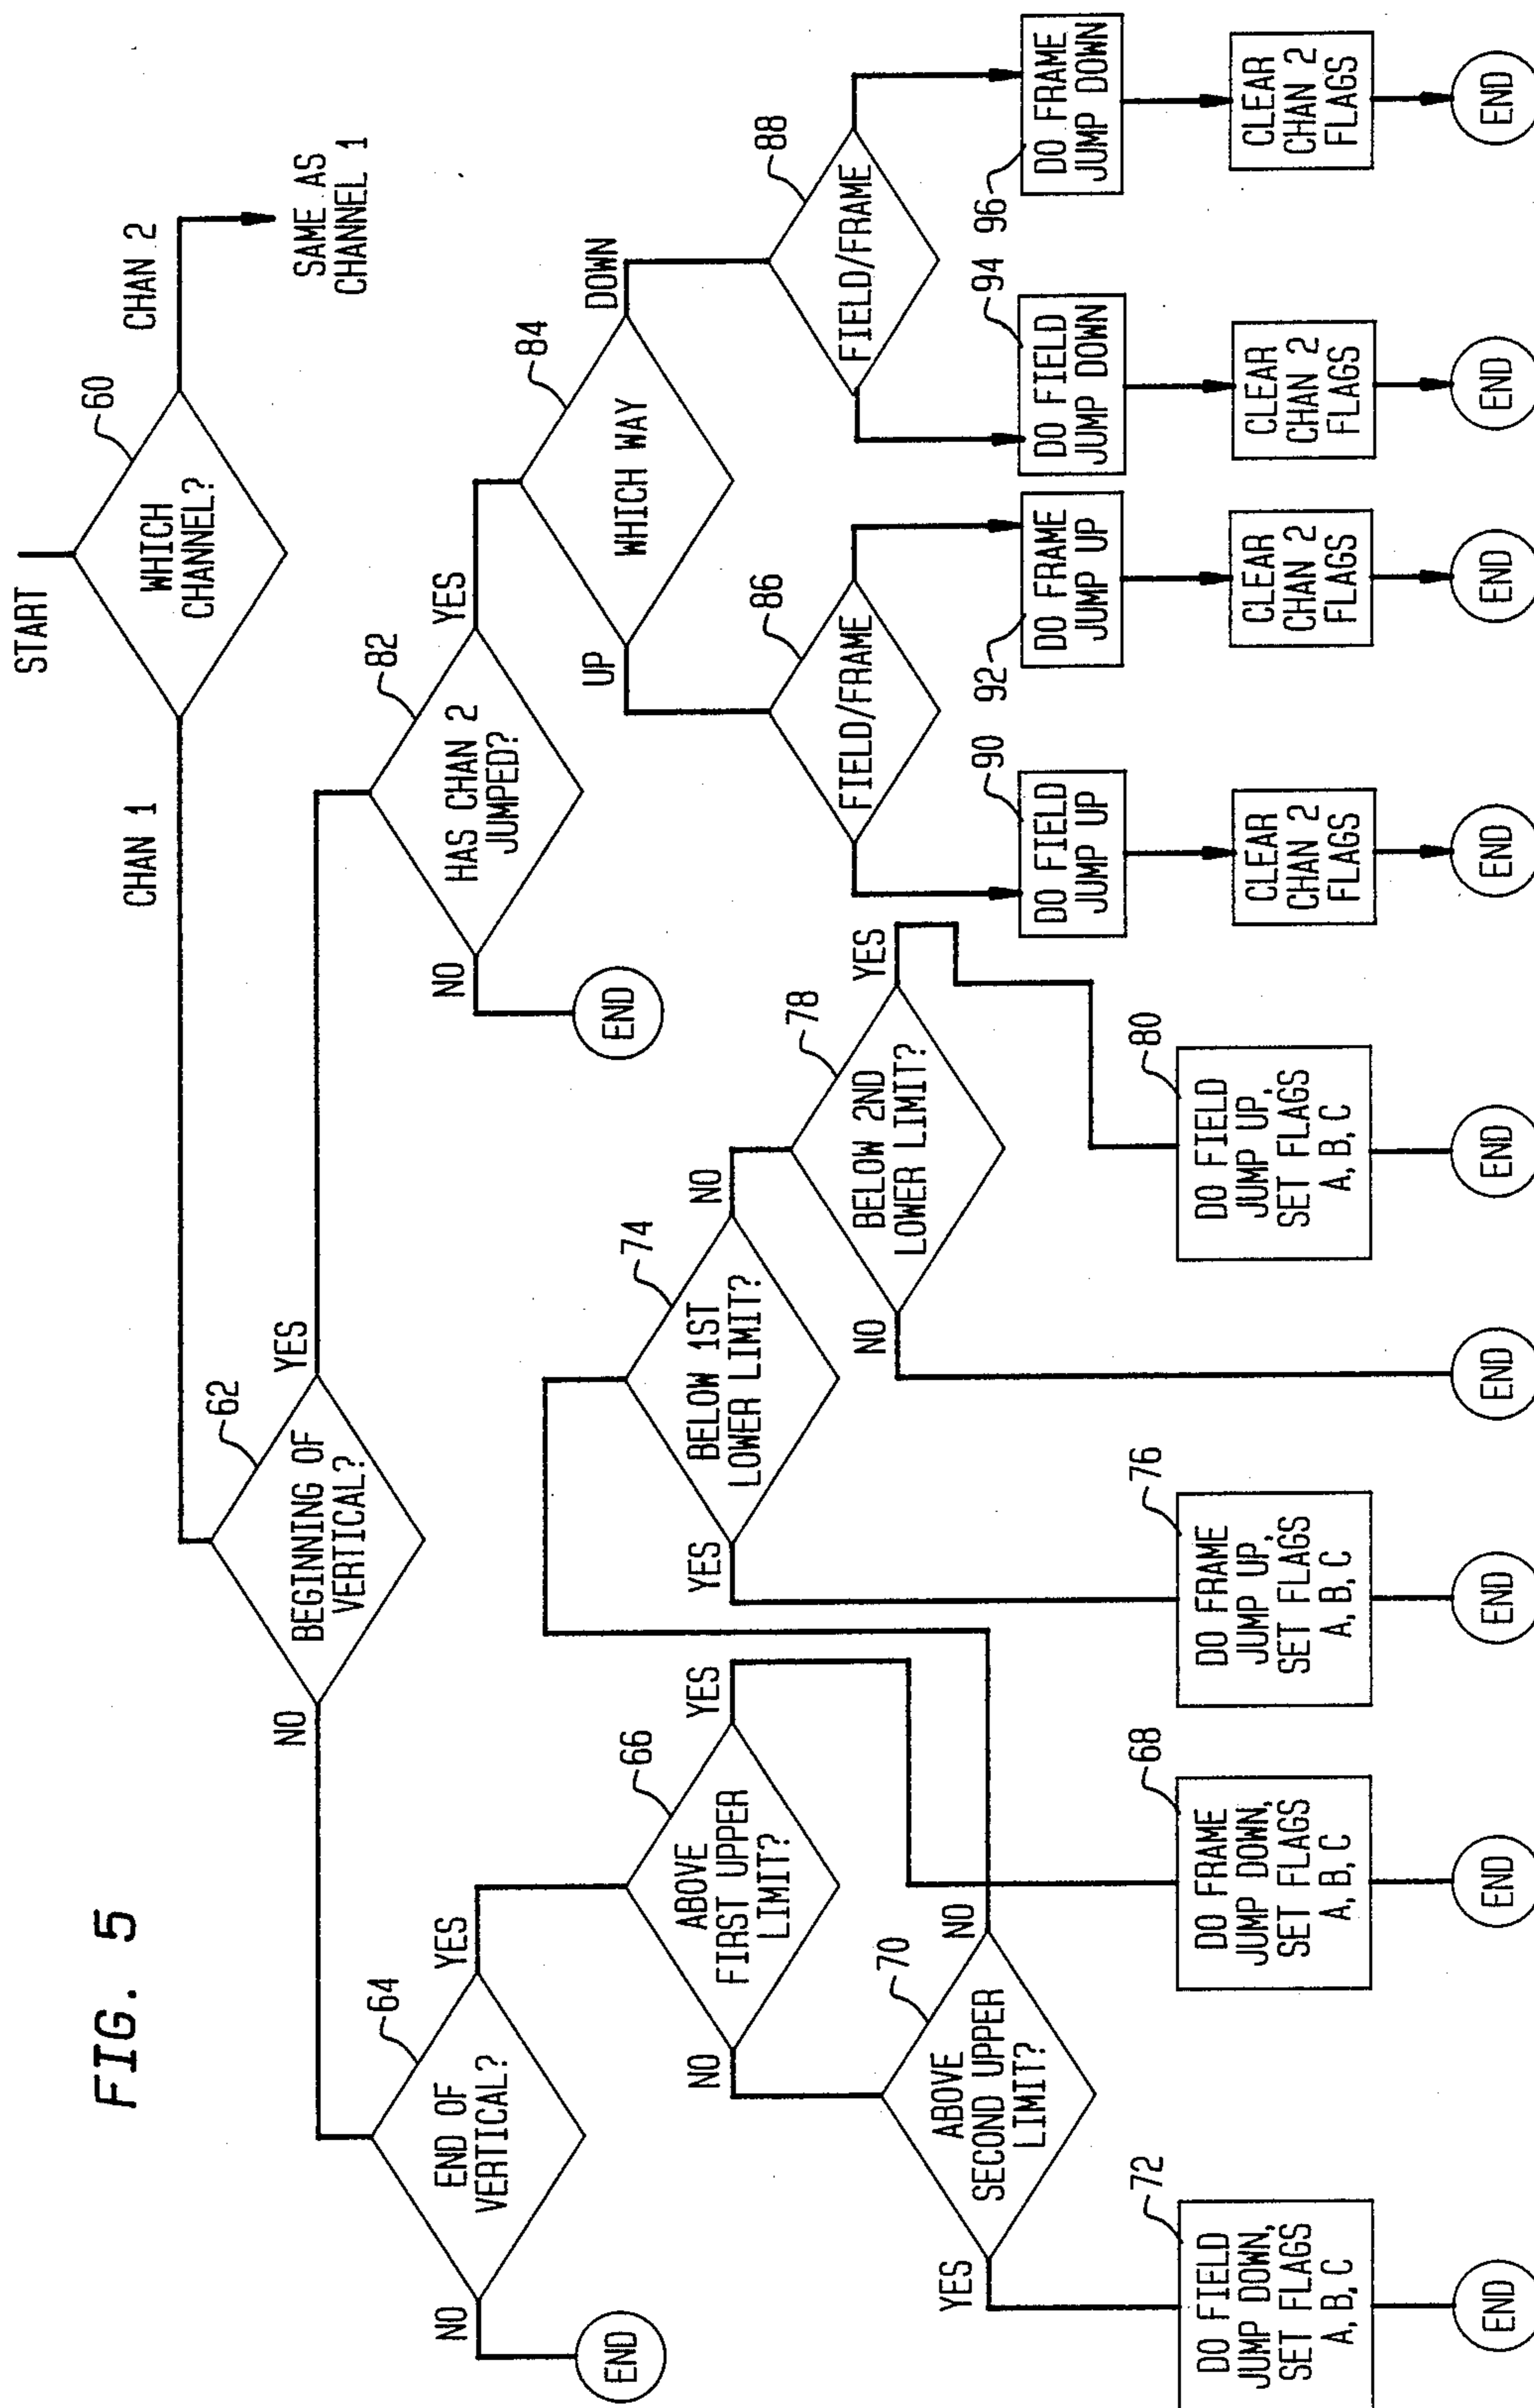 FIG. 5
START
WHICH
CHANNEL?
60
CHAN 1
CHAN 2
SAME AS
CHANNEL 1
BEGINNING OF
VERTICAL?
62
NO
YES
END OF
VERTICAL?
64
NO
YES
END
HAS CHAN 2
JUMPED?
82
NO
YES
END
ABOVE
FIRST UPPER
LIMIT?
66
NO
YES
BELOW 1ST
LOWER LIMIT?
74
YES
NO
WHICH WAY
84
UP
DOWN
ABOVE
SECOND UPPER
LIMIT?
70
YES
NO
BELOW 2ND
LOWER LIMIT?
78
NO
YES
FIELD/FRAME
86
FIELD/FRAME
88
DO FIELD
JUMP DOWN,
SET FLAGS
A, B, C
72
DO FRAME
JUMP DOWN,
SET FLAGS
A, B, C
68
DO FRAME
JUMP UP,
SET FLAGS
A, B, C
76
DO FIELD
JUMP UP,
SET FLAGS
A, B, C
80
DO FIELD
JUMP UP
90
DO FRAME
JUMP UP
92
DO FIELD
JUMP DOWN
94
DO FRAME
JUMP DOWN
96
CLEAR
CHAN 2
FLAGS
CLEAR
CHAN 2
FLAGS
CLEAR
CHAN 2
FLAGS
CLEAR
CHAN 2
FLAGS
END
END
END
END
END
END
END
END
END